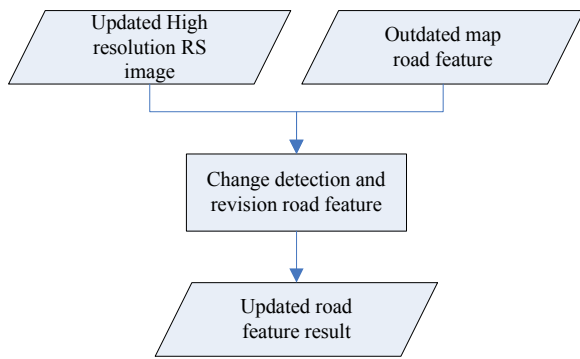 Updated High
resolution RS
image
Outdated map
road feature
Change detection and
revision road feature
Updated road
feature result